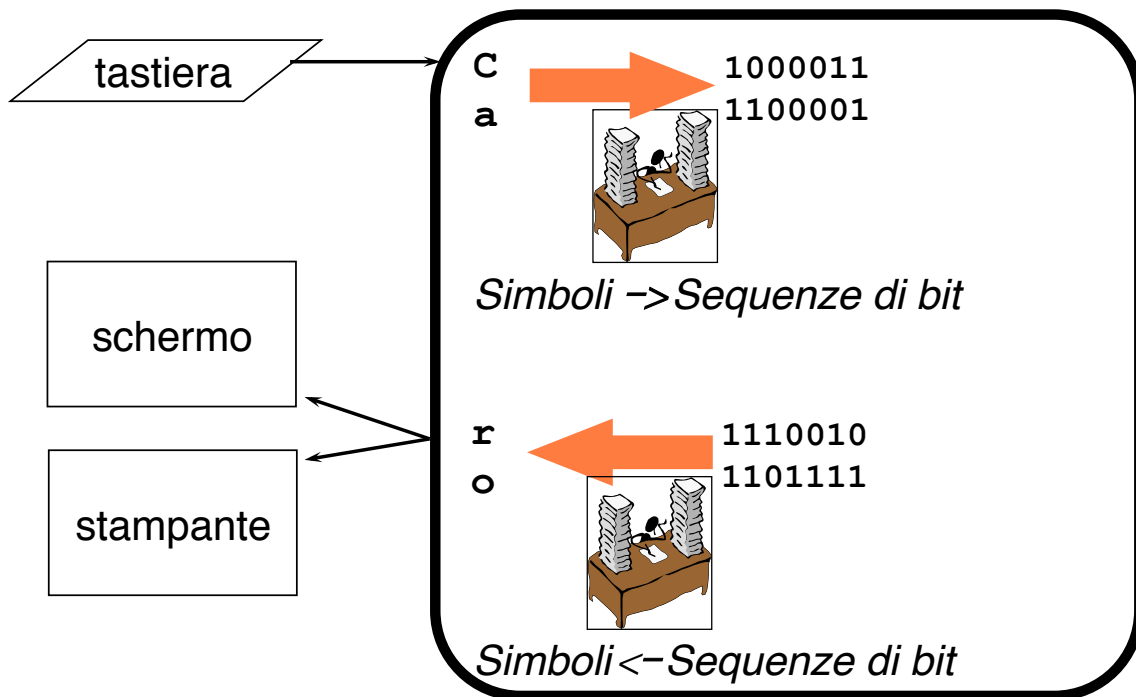 tastiera
C 1000011
a 1100001
Simboli –>Sequenze di bit
schermo
r 1110010
o 1101111
stampante
Simboli<–Sequenze di bit